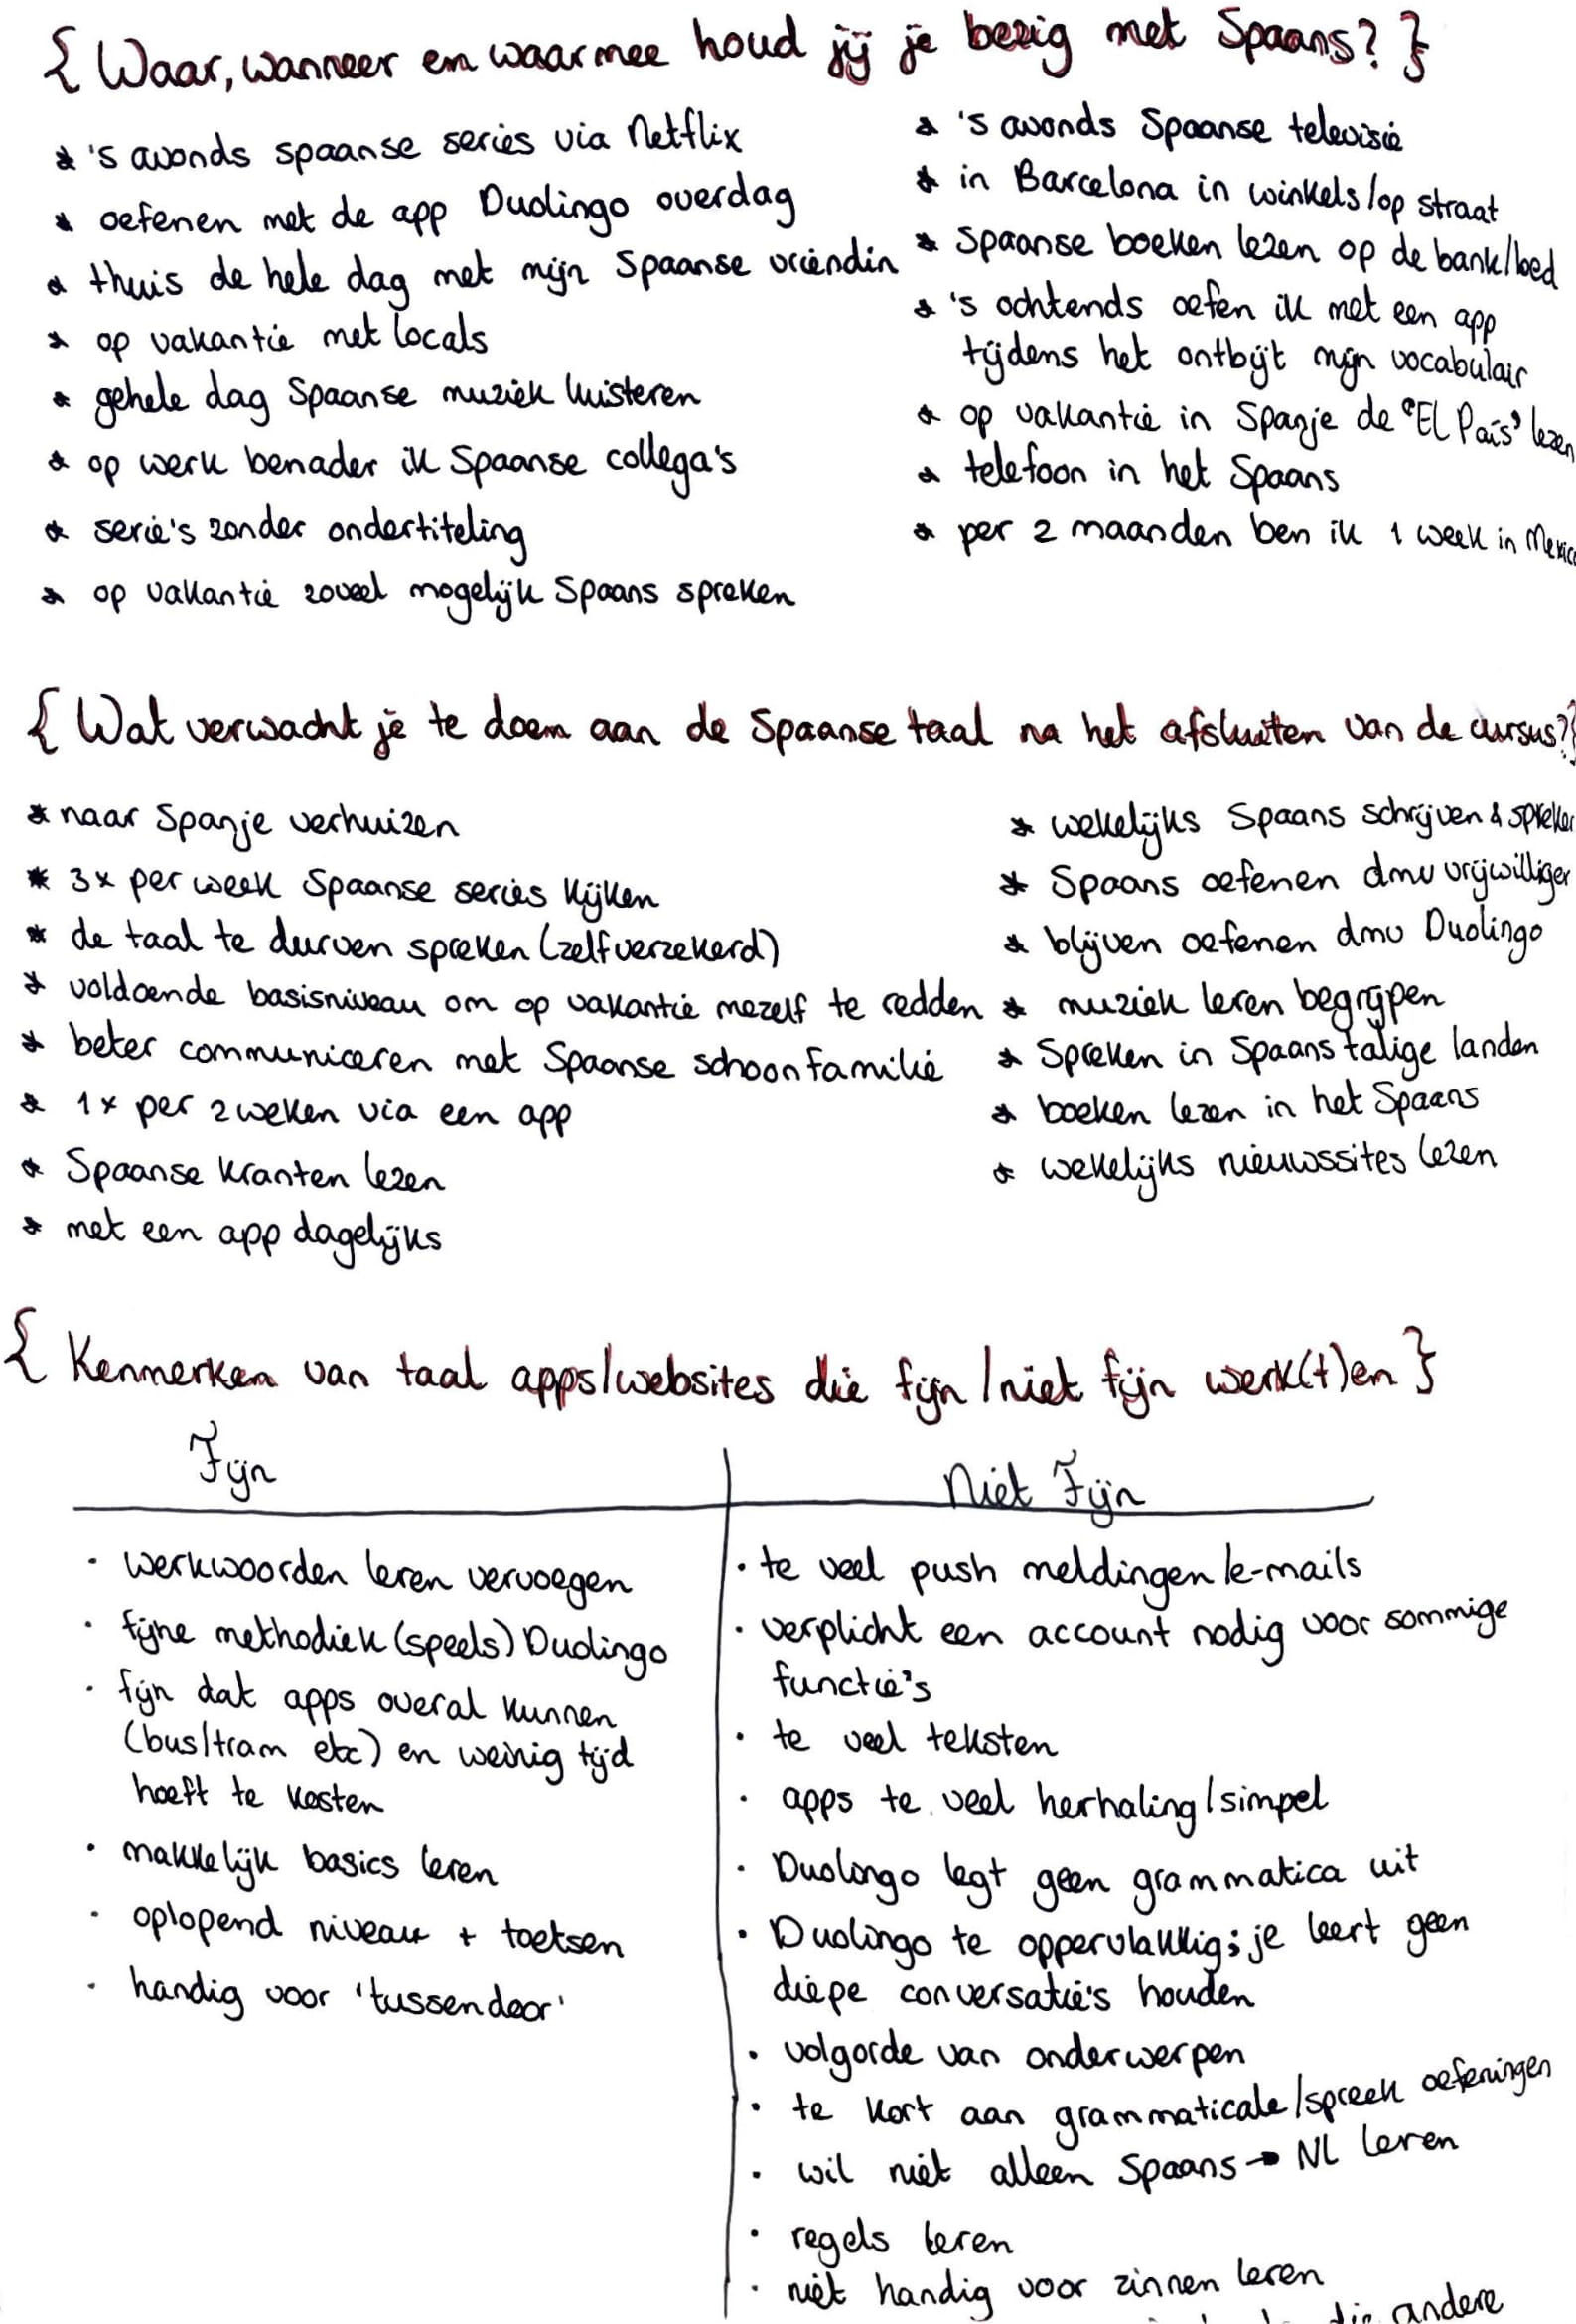 { Waar, wanneer en waarmee houd jij je bezig met Spaans? }
* 's avonds spaanse series via Netflix
* oefenen met de app Duolingo overdag
* thuis de hele dag met mijn Spaanse vriendin
* op vakantie met locals
* gehele dag Spaanse muziek luisteren
* op werk benader ik Spaanse collega's
* serie's zonder ondertiteling
* op vakantie zoveel mogelijk Spaans spreken
* 's avonds Spaanse televisie
* in Barcelona in winkels/op straat
* Spaanse boeken lezen op de bank/bed
* 's ochtends oefen ik met een app
tijdens het ontbijt mijn vocabulair
* op vakantie in Spanje de "El País" lezen
* telefoon in het Spaans
* per 2 maanden ben ik 1 week in Mexico
{ Wat verwacht je te doen aan de Spaanse taal na het afsluiten van de cursus? }
* naar Spanje verhuizen
* 3x per week Spaanse series kijken
* de taal te durven spreken (zelfverzekerd)
* voldoende basisniveau om op vakantie mezelf te redden
* beter communiceren met Spaanse schoonfamilie
* 1x per 2 weken via een app
* Spaanse kranten lezen
* met een app dagelijks
* wekelijks Spaans schrijven & spreken
* Spaans oefenen dmv vrijwilliger
* blijven oefenen dmv Duolingo
* muziek leren begrijpen
* Spreken in Spaans talige landen
* boeken lezen in het Spaans
* wekelijks nieuwssites lezen
{ Kenmerken van taal apps/websites die fijn/niet fijn werk(t)en }
Fijn
· werkwoorden leren vervoegen
· fijne methodiek (speels) Duolingo
· fijn dat apps overal kunnen
(bus/tram etc) en weinig tijd
hoeft te kosten
· makkelijk basics leren
· oplopend niveau + toetsen
· handig voor 'tussendoor'
Niet Fijn
· te veel push meldingen/e-mails
· verplicht een account nodig voor sommige
functie's
· te veel teksten
· apps te veel herhaling/simpel
· Duolingo legt geen grammatica uit
· Duolingo te oppervlakkig; je leert geen
diepe conversatie's houden
· volgorde van onderwerpen
· te kort aan grammaticale/spreek oefeningen
· wil niet alleen Spaans → NL leren
· regels leren
· niet handig voor zinnen leren
die andere